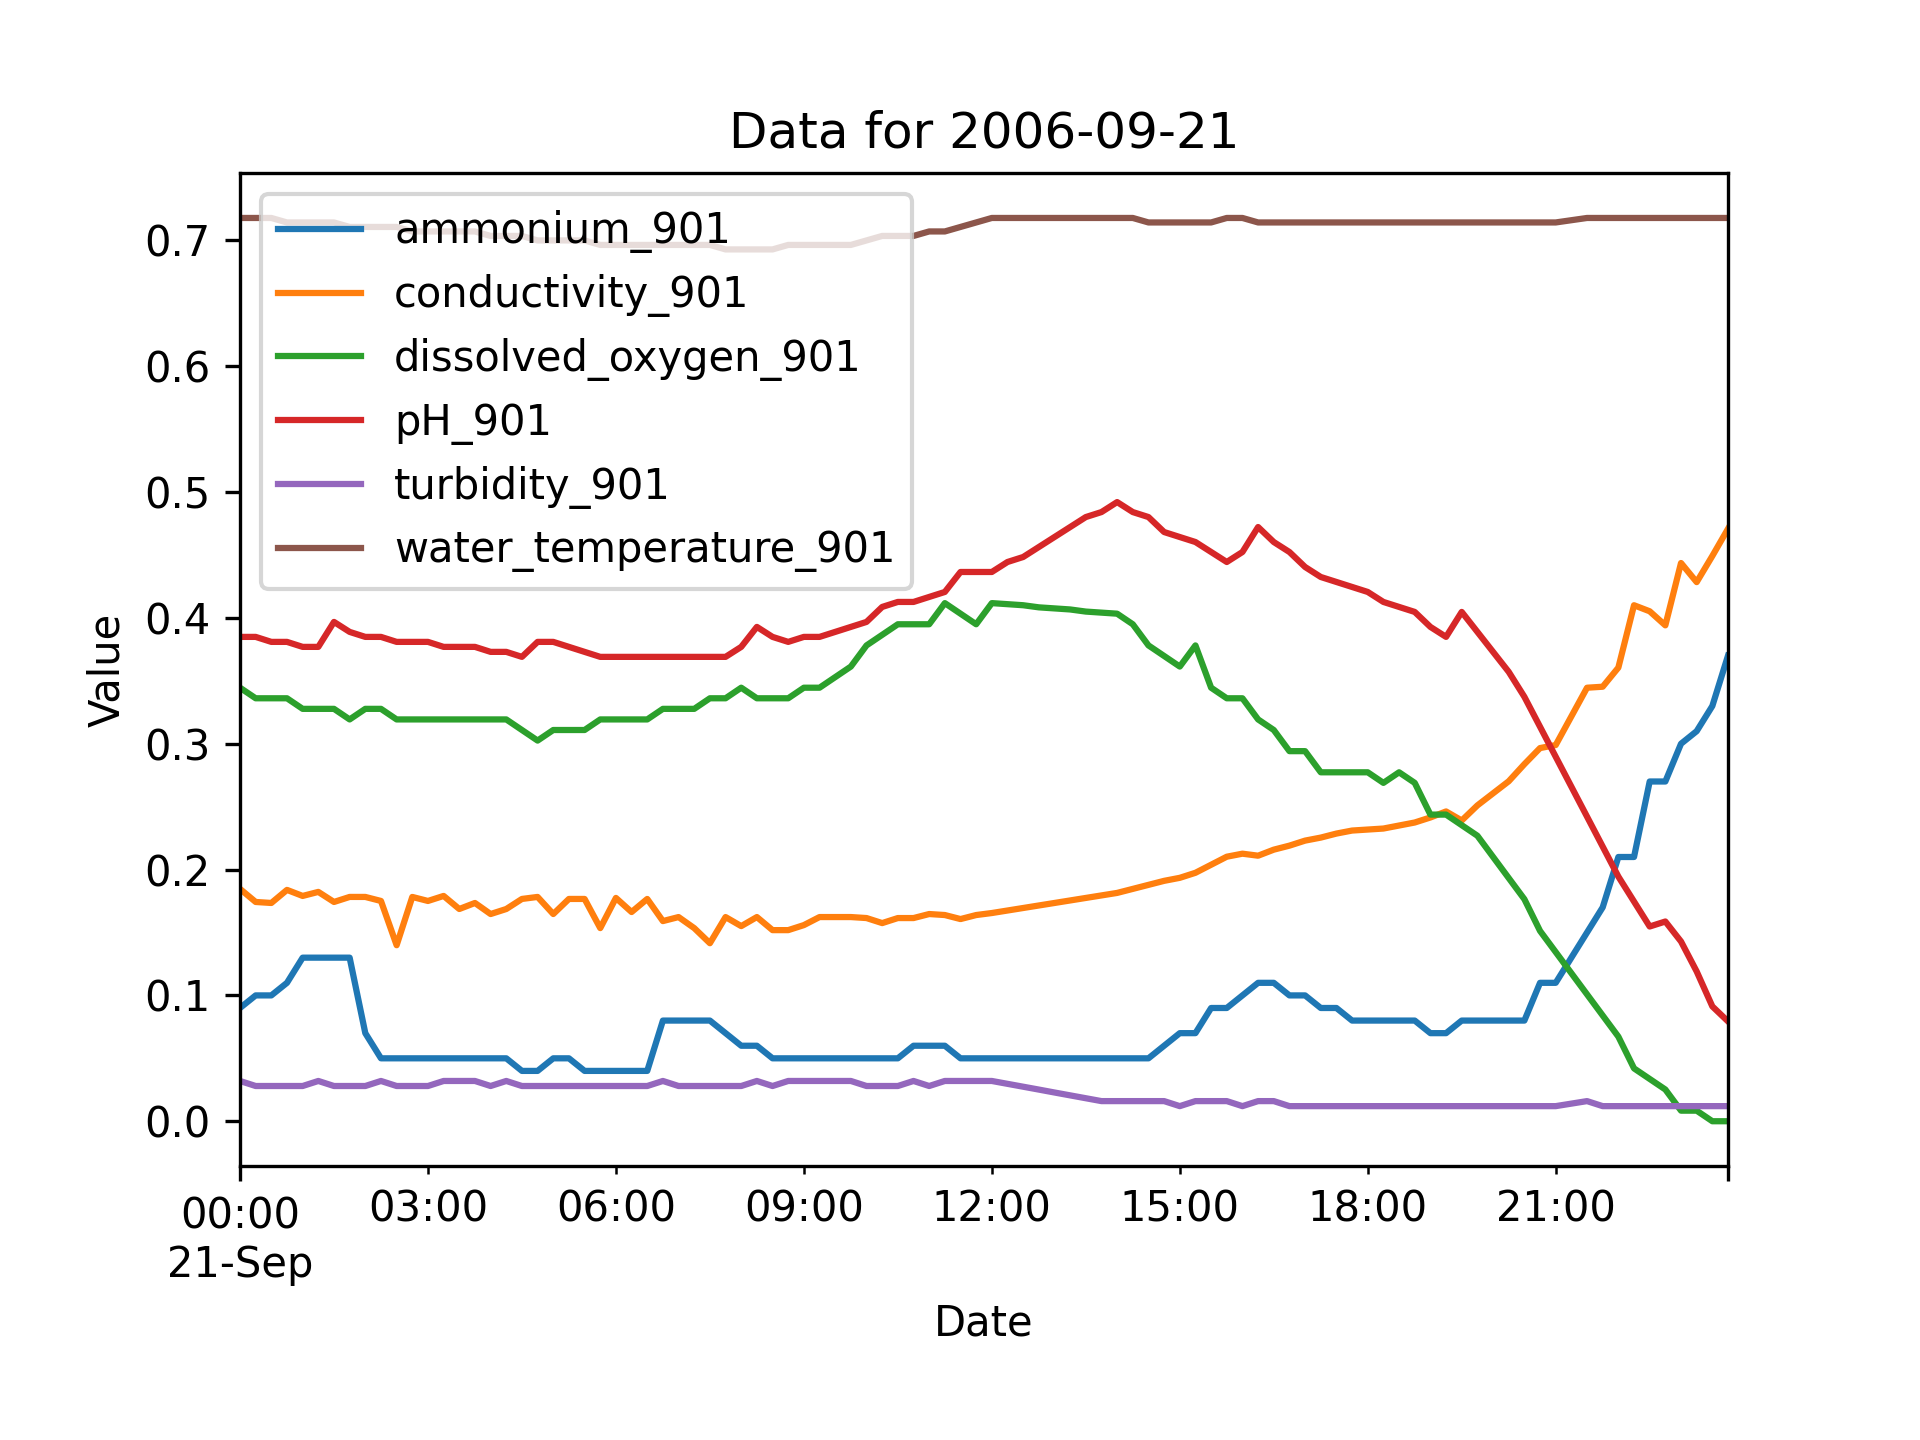 Data for 2006-09-21
ammonium_901
conductivity_901
dissolved_oxygen_901
pH_901
turbidity_901
water_temperature_901
Value
0.7
0.6
0.5
0.4
0.3
0.2
0.1
0.0
00:00 03:00 06:00 09:00 12:00 15:00 18:00 21:00
21-Sep
Date